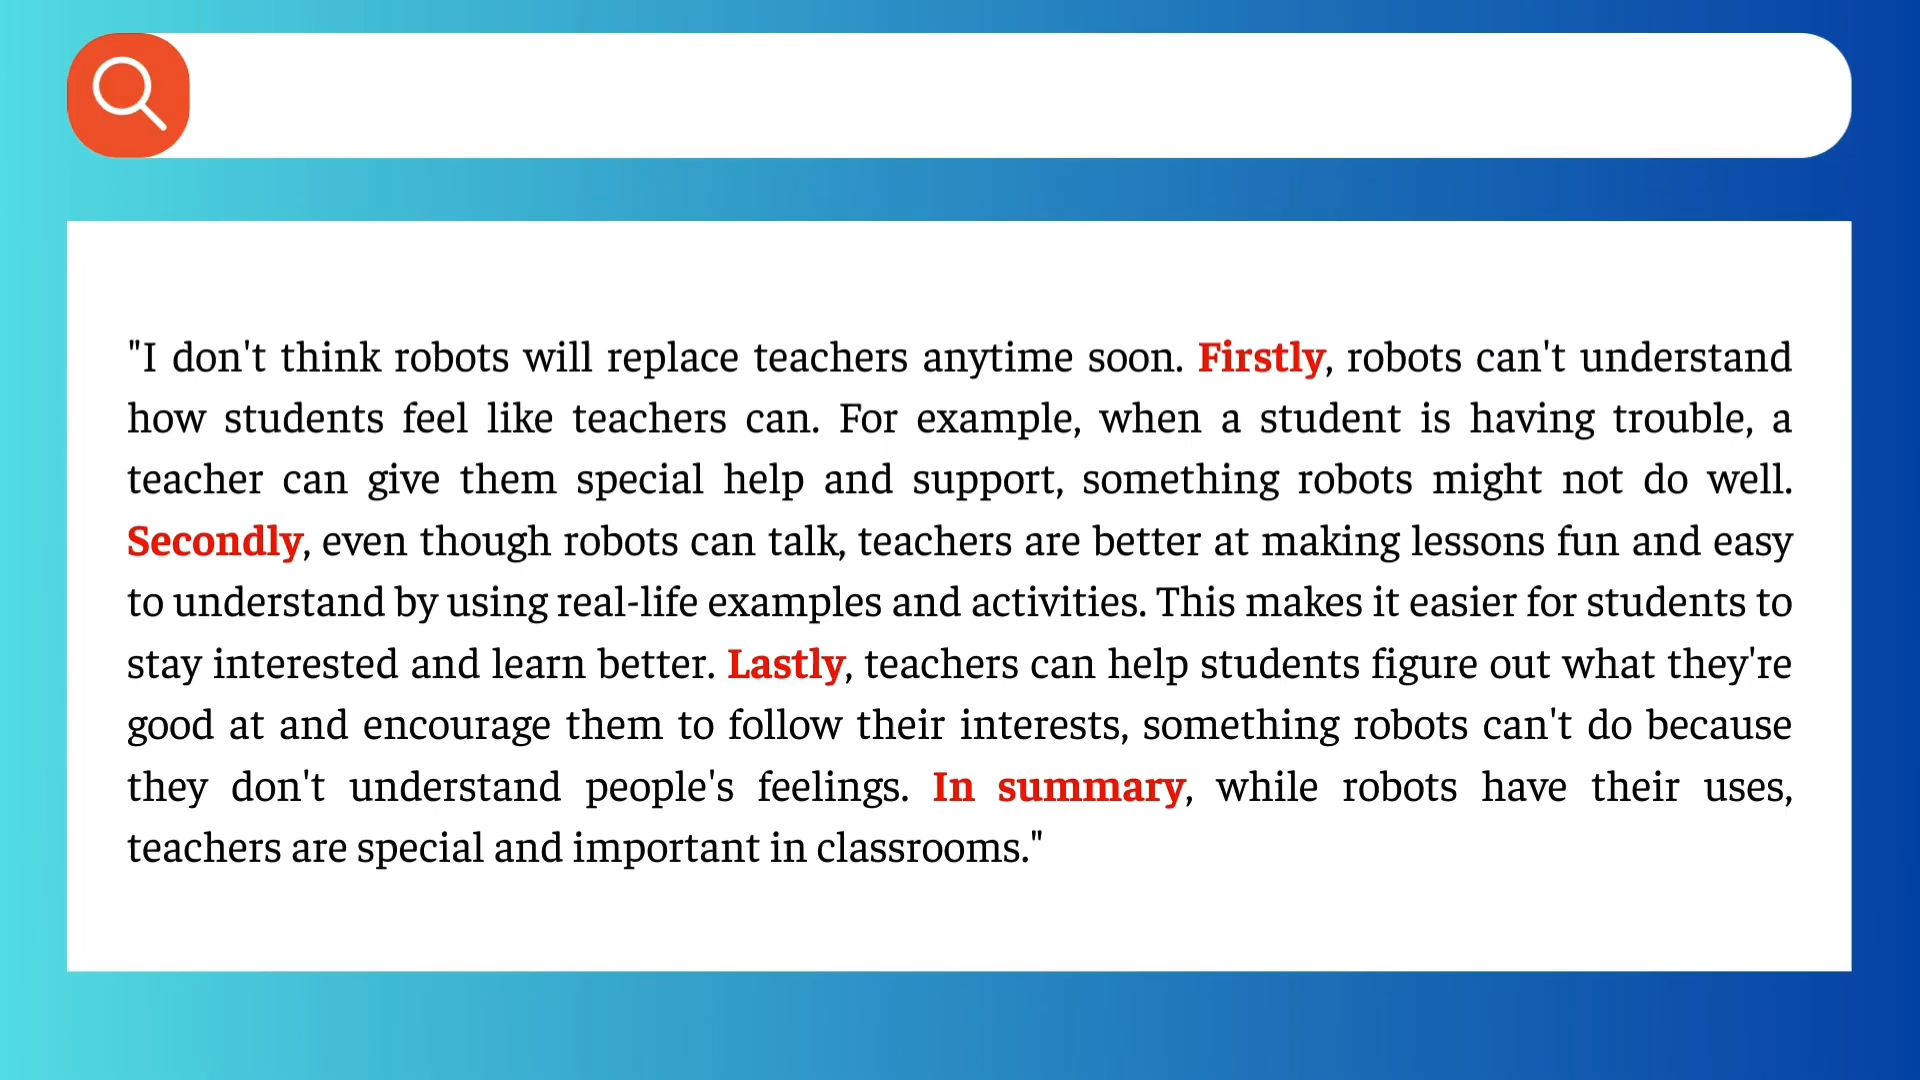 "I don't think robots will replace teachers anytime soon. Firstly, robots can't understand
how students feel like teachers can. For example, when a student is having trouble, a
teacher can give them special help and support, something robots might not do well.
Secondly, even though robots can talk, teachers are better at making lessons fun and easy
to understand by using real-life examples and activities. This makes it easier for students to
stay interested and learn better. Lastly, teachers can help students figure out what they're
good at and encourage them to follow their interests, something robots can't do because
they don't understand people's feelings. In summary, while robots have their uses,
teachers are special and important in classrooms."